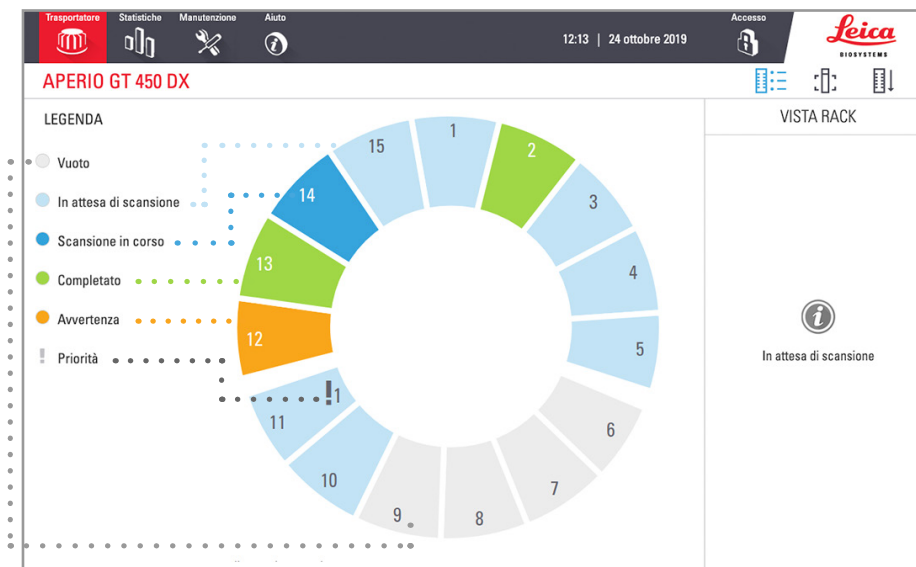 Trasportatore Statistiche Manutenzione Aiuto Accesso
12:13 | 24 ottobre 2019
Leica
BIOSYSTEMS
APERIO GT 450 DX
LEGENDA
VISTA RACK
Vuoto
In attesa di scansione
Scansione in corso
Completato
Avvertenza
! Priorità
1
2
3
4
5
6
7
8
9
10
11
!1
12
13
14
15
In attesa di scansione